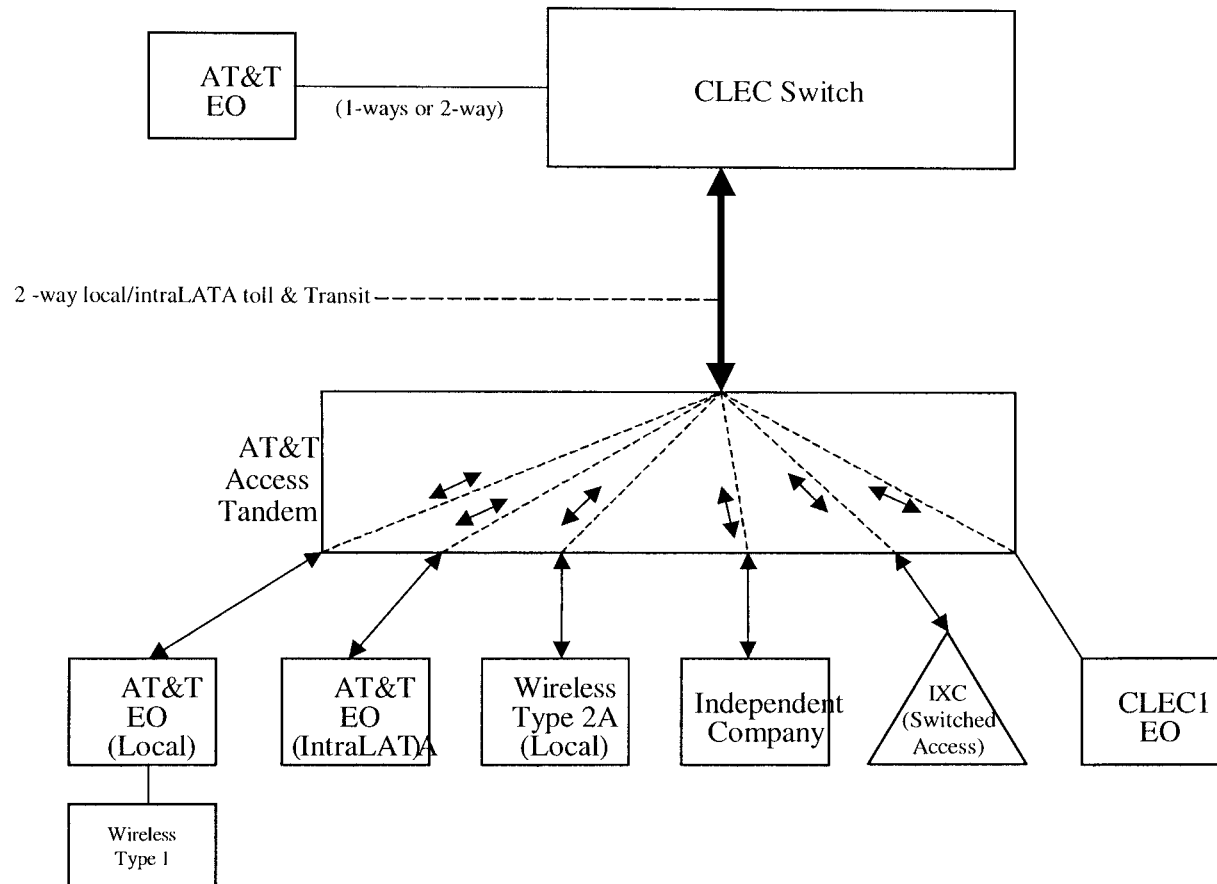 AT&T
EO
(1-ways or 2-way)
CLEC Switch
2 -way local/intraLATA toll & Transit
AT&T
Access
Tandem
AT&T
EO
(Local)
AT&T
EO
(IntraLAT)A
Wireless
Type 2A
(Local)
Independent
Company
IXC
(Switched
Access)
CLEC1
EO
Wireless
Type 1